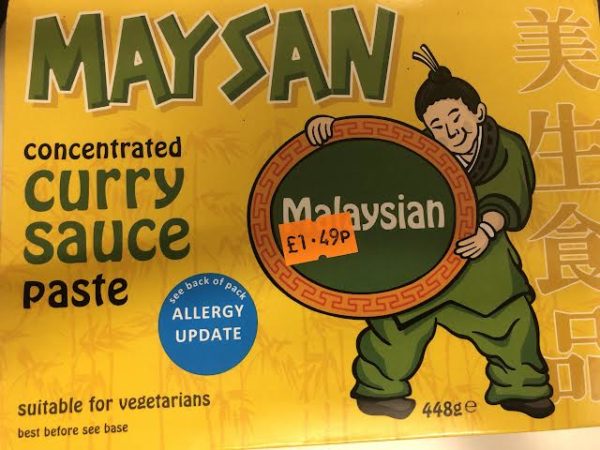 MAYSAN
concentrated
curry
sauce
paste
Malaysian
£1·49P
see back of pack
ALLERGY
UPDATE
suitable for vegetarians
best before see base
448g e
美生食品